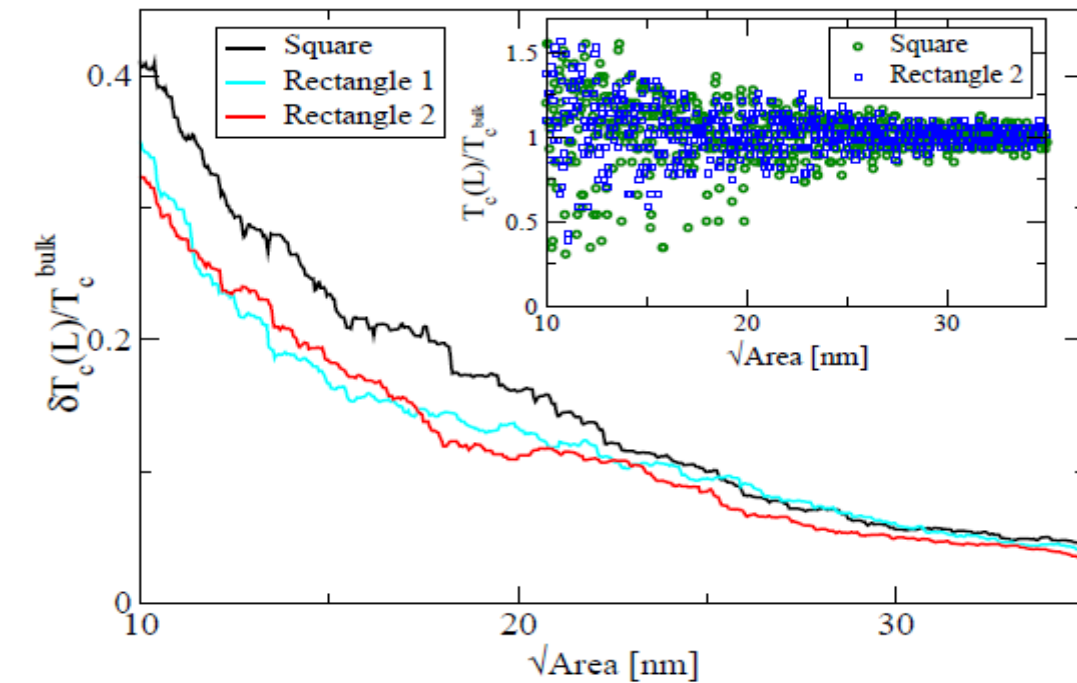 δT_c(L)/T_c^bulk
0.4
0.2
0
10
20
30
√Area [nm]
Square
Rectangle 1
Rectangle 2
T_c(L)/T_c^bulk
1.5
1
0.5
0
10
20
30
√Area [nm]
Square
Rectangle 2